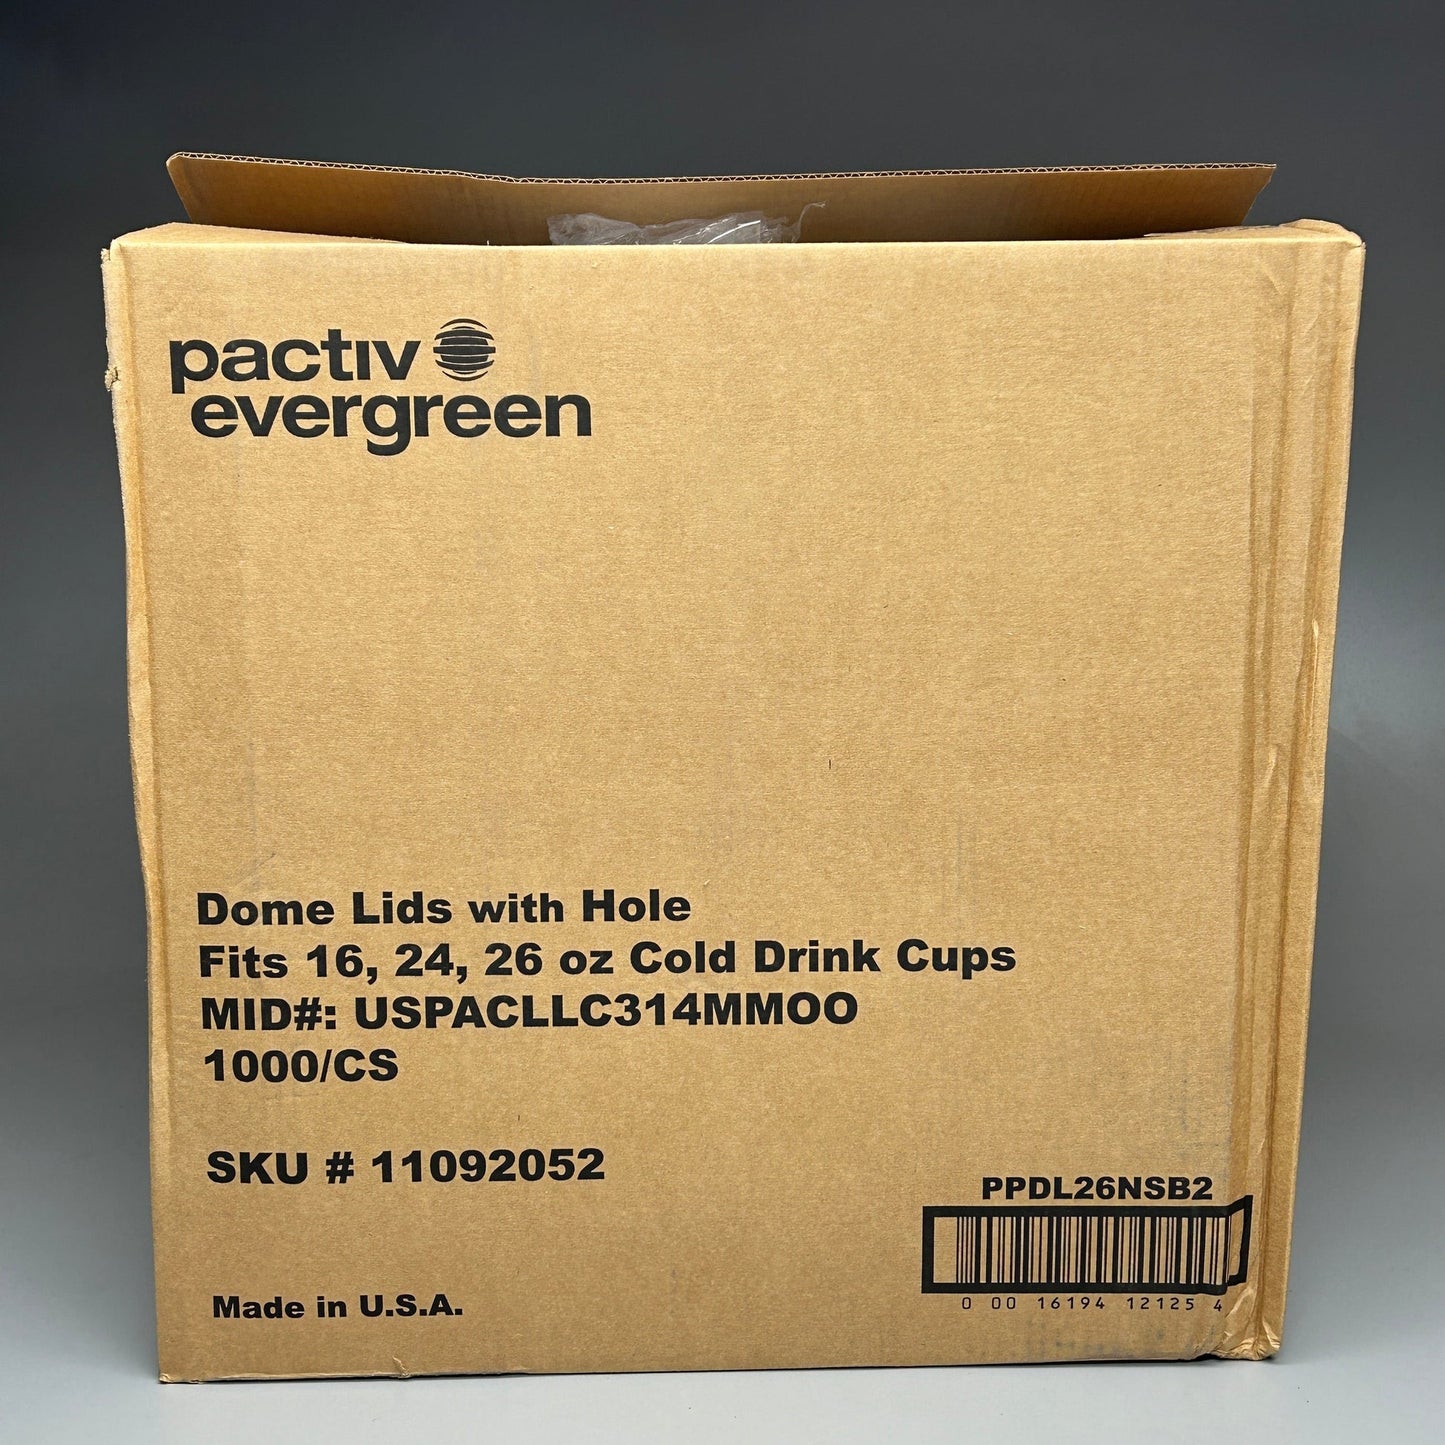 pactiv
evergreen
Dome Lids with Hole
Fits 16, 24, 26 oz Cold Drink Cups
MID#: USPACLLC314MMOO
1000/CS
SKU # 11092052
PPDL26NSB2
0 00 16194 12125 4
Made in U.S.A.